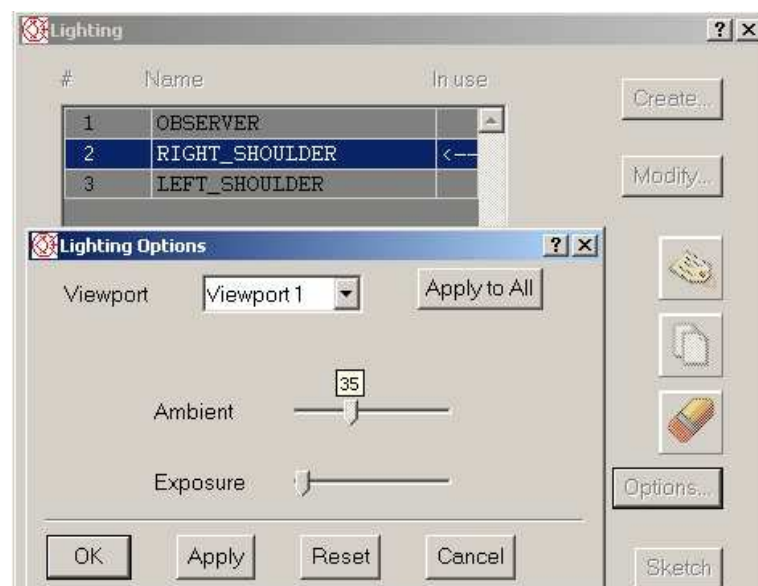 Lighting
# Name In use
Create...
1 OBSERVER
2 RIGHT_SHOULDER <--
3 LEFT_SHOULDER
Modify...
Lighting Options
Viewport Viewport 1 Apply to All
35
Ambient
Exposure
Options...
OK Apply Reset Cancel
Sketch